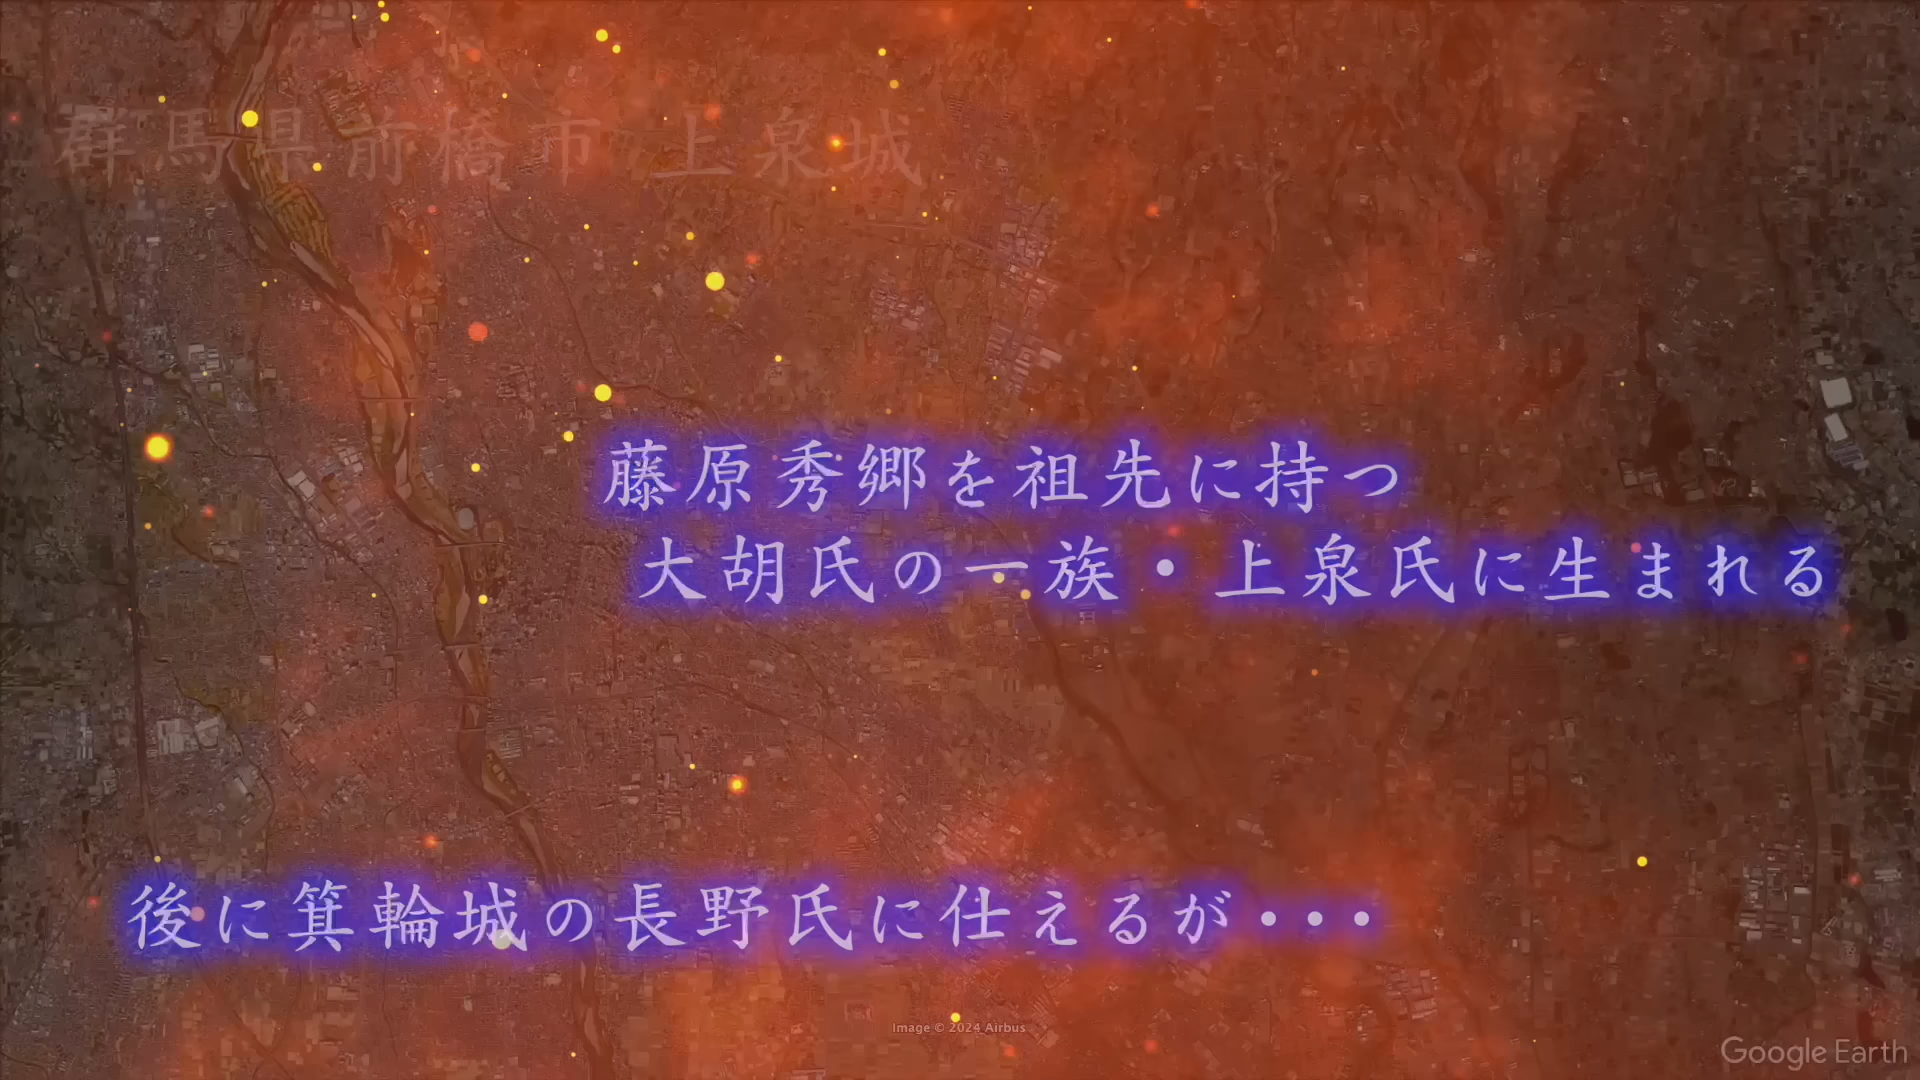 群馬県前橋市 上泉城
藤原秀郷を祖先に持つ
大胡氏の一族・上泉氏に生まれる
後に箕輪城の長野氏に仕えるが・・・
Image © 2024 Airbus
Google Earth